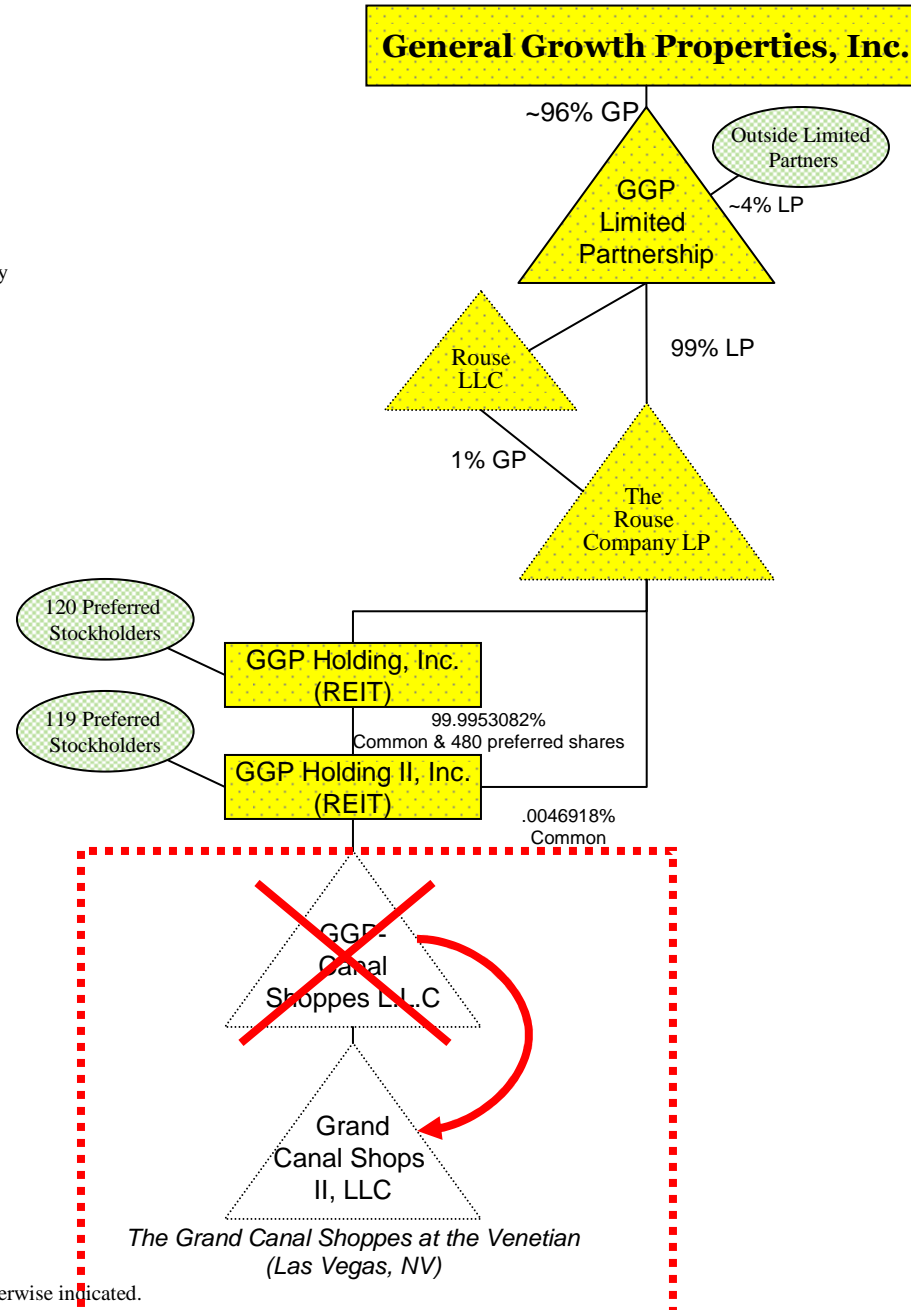 General Growth Properties, Inc.
~96% GP
Outside Limited
Partners
GGP
Limited
Partnership
~4% LP
y
Rouse
LLC
99% LP
1% GP
The
Rouse
Company LP
120 Preferred
Stockholders
GGP Holding, Inc.
(REIT)
119 Preferred
Stockholders
99.9953082%
Common & 480 preferred shares
GGP Holding II, Inc.
(REIT)
.0046918%
Common
GGP-
Canal
Shoppes L.L.C
Grand
Canal Shops
II, LLC
The Grand Canal Shoppes at the Venetian
(Las Vegas, NV)
erwise indicated.